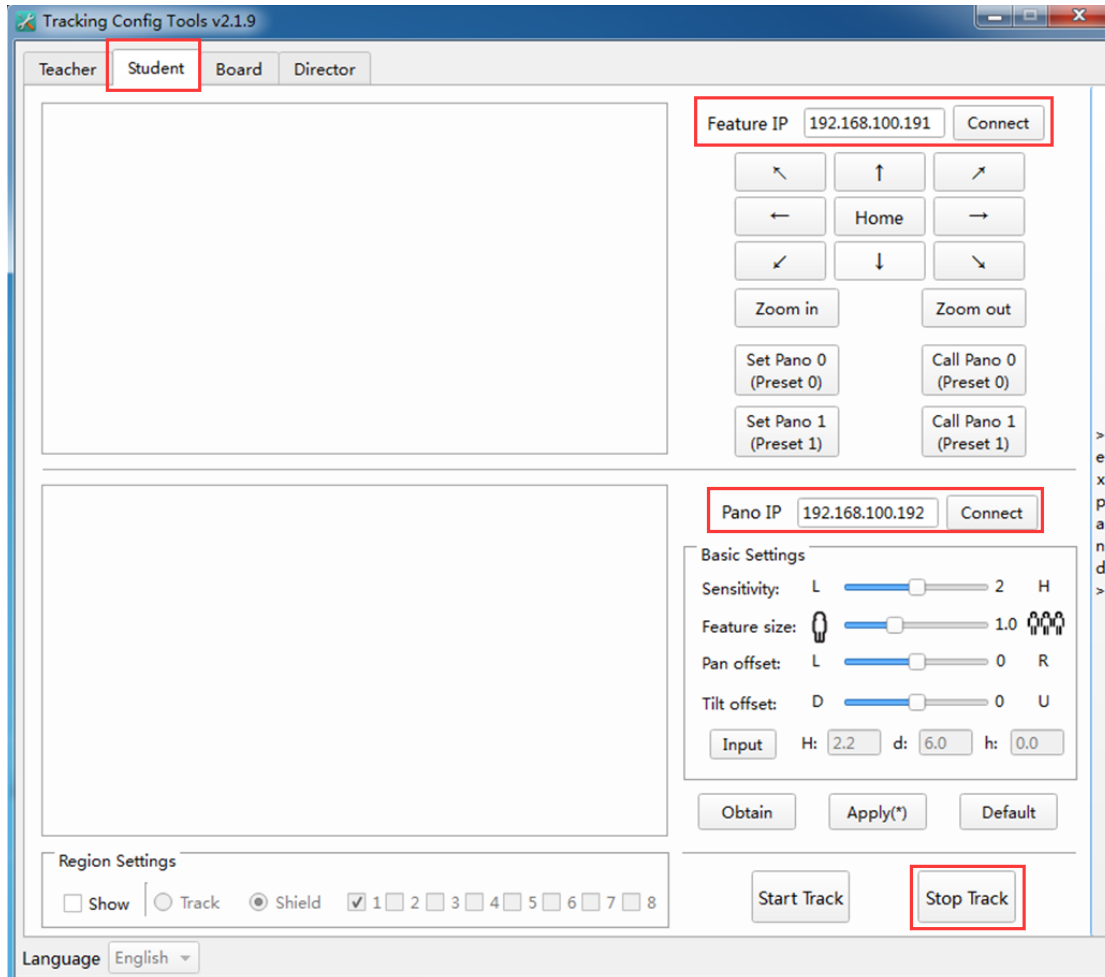 Tracking Config Tools v2.1.9
Teacher Student Board Director
Feature IP 192.168.100.191 Connect
↖ ↑ ↗
← Home →
↙ ↓ ↘
Zoom in Zoom out
Set Pano 0 Call Pano 0
(Preset 0) (Preset 0)
Set Pano 1 Call Pano 1
(Preset 1) (Preset 1)
>
e
x
p
a
n
d
>
Pano IP 192.168.100.192 Connect
Basic Settings
Sensitivity: L 2 H
Feature size: 1.0
Pan offset: L 0 R
Tilt offset: D 0 U
Input H: 2.2 d: 6.0 h: 0.0
Obtain Apply(*) Default
Region Settings
Show Track Shield 1 2 3 4 5 6 7 8
Start Track Stop Track
Language English